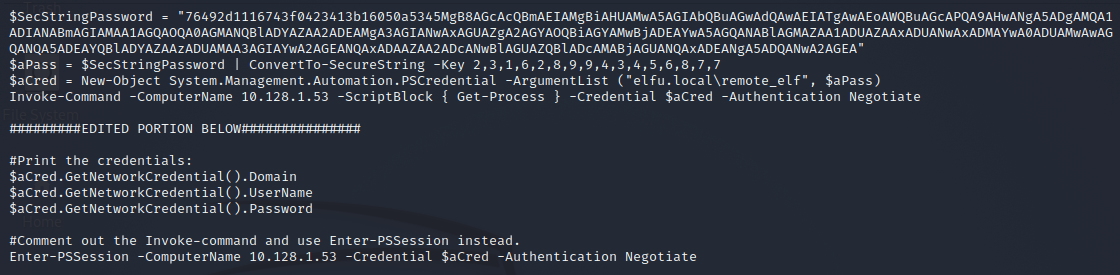 $SecStringPassword = "76492d1116743f0423413b16050a5345MgB8AGcAcQBmAEIAMgBiAHUAMwA5AGIAbQBuAGwAdQAwAEIATgAwAEoAWQBuAGcAPQA9AHwANgA5ADgAMQA1
ADIANABmAGIAMAA1AGQAOQA0AGMANQBlADYAZAA2ADEAMgA3AGIANwAxAGUAZgA2AGYAOQBiAGYAMwBjADEAYwA5AGQANABlAGMAZAA1ADUAZAAxADUANwAxADMAYwA0ADUAMwAwAG
QANQA5ADEAYQBlADYAZAAzADUAMAA3AGIAYwA2AGEANQAxADAAZAA2ADcANwBlAGUAZQBlADcAMABjAGUANQAxADEANgA5ADQANwA2AGEA"
$aPass = $SecStringPassword | ConvertTo-SecureString -Key 2,3,1,6,2,8,9,9,4,3,4,5,6,8,7,7
$aCred = New-Object System.Management.Automation.PSCredential -ArgumentList ("elfu.local\remote_elf", $aPass)
Invoke-Command -ComputerName 10.128.1.53 -ScriptBlock { Get-Process } -Credential $aCred -Authentication Negotiate
#########EDITED PORTION BELOW###############
#Print the credentials:
$aCred.GetNetworkCredential().Domain
$aCred.GetNetworkCredential().UserName
$aCred.GetNetworkCredential().Password
#Comment out the Invoke-command and use Enter-PSSession instead.
Enter-PSSession -ComputerName 10.128.1.53 -Credential $aCred -Authentication Negotiate